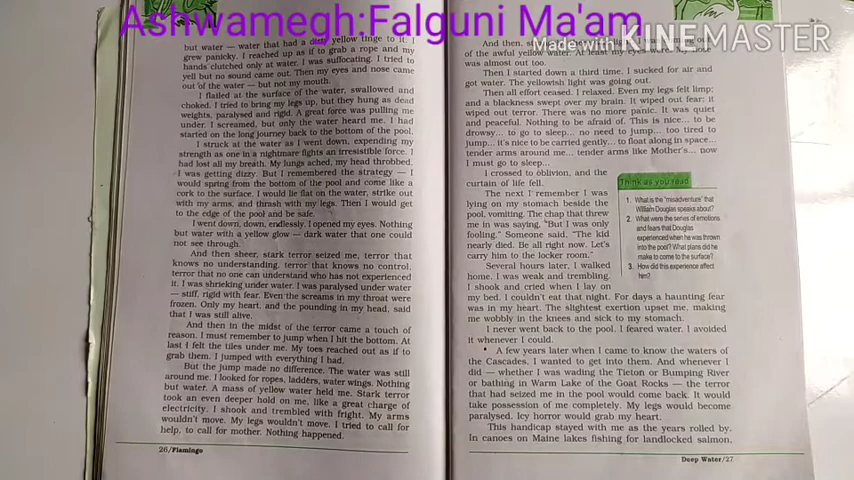 Ashwamegh:Falguni Ma'am
Made with KINEMASTER
but water — water that had a dirty yellow tinge to it. I
grew panicky. I reached up as if to grab a rope and my
hands clutched only at water. I was suffocating. I tried to
yell but no sound came out. Then my eyes and nose came
out of the water — but not my mouth.
I flailed at the surface of the water, swallowed and
choked. I tried to bring my legs up, but they hung as dead
weights, paralysed and rigid. A great force was pulling me
under. I screamed, but only the water heard me. I had
started on the long journey back to the bottom of the pool.
I struck at the water as I went down, expending my
strength as one in a nightmare fights an irresistible force. I
had lost all my breath. My lungs ached, my head throbbed.
I was getting dizzy. But I remembered the strategy — I
would spring from the bottom of the pool and come like a
cork to the surface. I would lie flat on the water, strike out
with my arms, and thrash with my legs. Then I would get
to the edge of the pool and be safe.
I went down, down, endlessly. I opened my eyes. Nothing
but water with a yellow glow — dark water that one could
not see through.
And then sheer, stark terror seized me, terror that
knows no understanding, terror that knows no control,
terror that no one can understand who has not experienced
it. I was shrieking under water. I was paralysed under water
— stiff, rigid with fear. Even the screams in my throat were
frozen. Only my heart, and the pounding in my head, said
that I was still alive.
And then in the midst of the terror came a touch of
reason. I must remember to jump when I hit the bottom. At
last I felt the tiles under me. My toes reached out as if to
grab them. I jumped with everything I had.
But the jump made no difference. The water was still
around me. I looked for ropes, ladders, water wings. Nothing
but water. A mass of yellow water held me. Stark terror
took an even deeper hold on me, like a great charge of
electricity. I shook and trembled with fright. My arms
wouldn't move. My legs wouldn't move. I tried to call for
help, to call for mother. Nothing happened.
26/Flamingo
And then, str
of the awful yellow water. At least my eyes were. My nose
was almost out too.
Then I started down a third time. I sucked for air and
got water. The yellowish light was going out.
Then all effort ceased. I relaxed. Even my legs felt limp;
and a blackness swept over my brain. It wiped out fear; it
wiped out terror. There was no more panic. It was quiet
and peaceful. Nothing to be afraid of. This is nice... to be
drowsy... to go to sleep... no need to jump... too tired to
jump... it's nice to be carried gently... to float along in space...
tender arms around me... tender arms like Mother's... now
I must go to sleep...
I crossed to oblivion, and the
curtain of life fell.
The next I remember I was
lying on my stomach beside the
pool, vomiting. The chap that threw
me in was saying, "But I was only
fooling." Someone said, "The kid
nearly died. Be all right now. Let's
carry him to the locker room."
Several hours later, I walked
home. I was weak and trembling.
I shook and cried when I lay on
my bed. I couldn't eat that night. For days a haunting fear
was in my heart. The slightest exertion upset me, making
me wobbly in the knees and sick to my stomach.
I never went back to the pool. I feared water. I avoided
it whenever I could.
• A few years later when I came to know the waters of
the Cascades, I wanted to get into them. And whenever I
did — whether I was wading the Tieton or Bumping River
or bathing in Warm Lake of the Goat Rocks — the terror
that had seized me in the pool would come back. It would
take possession of me completely. My legs would become
paralysed. Icy horror would grab my heart.
This handicap stayed with me as the years rolled by.
In canoes on Maine lakes fishing for landlocked salmon,
Think as you read
1. What is the "misadventure" that
William Douglas speaks about?
2. What were the series of emotions
and fears that Douglas
experienced when he was thrown
into the pool? What plans did he
make to come to the surface?
3. How did this experience affect
him?
Deep Water/27